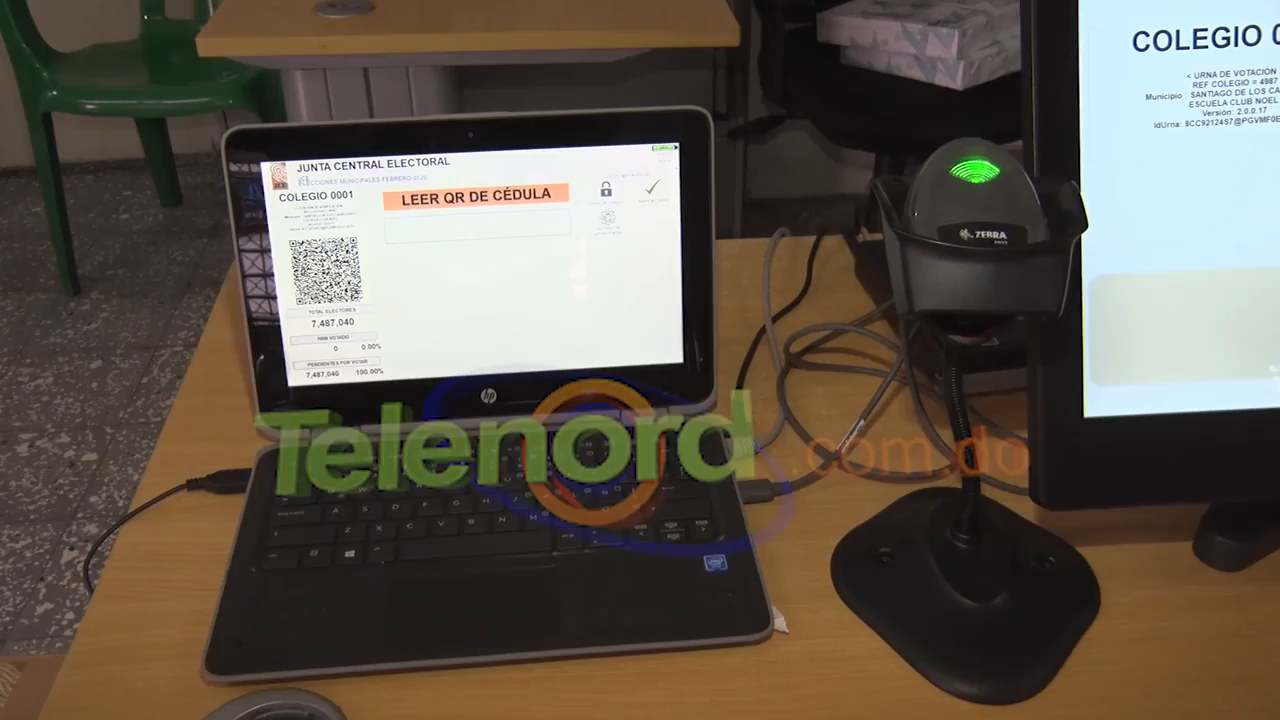 JUNTA CENTRAL ELECTORAL
ELECCIONES MUNICIPALES FEBRERO 2020
COLEGIO 0001
LEER QR DE CÉDULA
TOTAL ELECTORES
7,487,040
HAN VOTADO
0 0.00%
PENDIENTES POR VOTAR
7,487,040 100.00%
hp
ZEBRA
COLEGIO 0
< URNA DE VOTACIÓN
REF COLEGIO = 4987
Municipio : SANTIAGO DE LOS CA
ESCUELA CLUB NOEL
Versión: 2.0.0.17
IdUrna: 8CC92124S7@PGVMF0E
Telenord.com.do